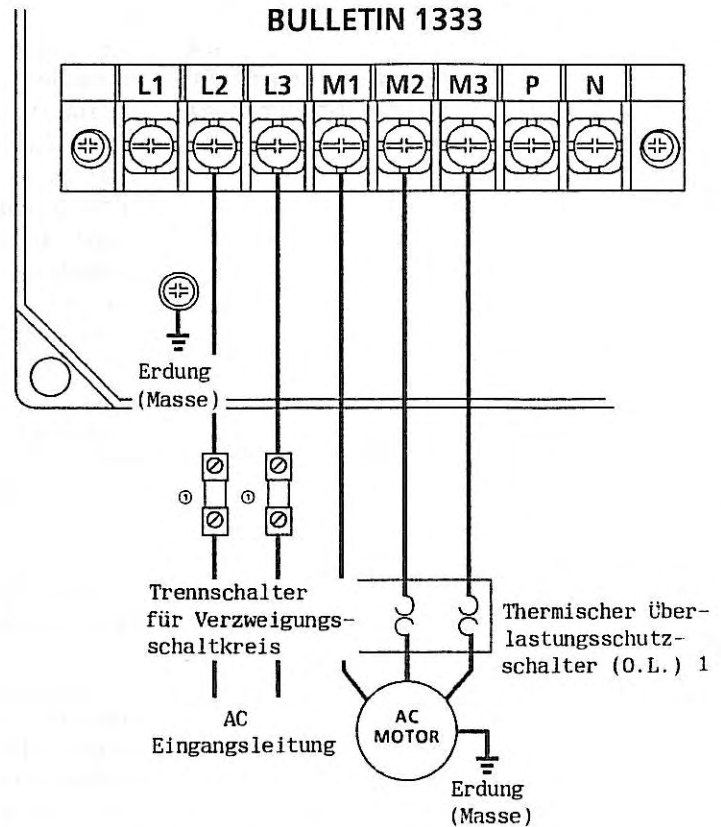 BULLETIN 1333
L1 L2 L3 M1 M2 M3 P N
Erdung
(Masse)
① ①
Trennschalter
für Verzweigungs-
schaltkreis
Thermischer Über-
lastungsschutz-
schalter (O.L.) 1
AC
Eingangsleitung
AC
MOTOR
Erdung
(Masse)